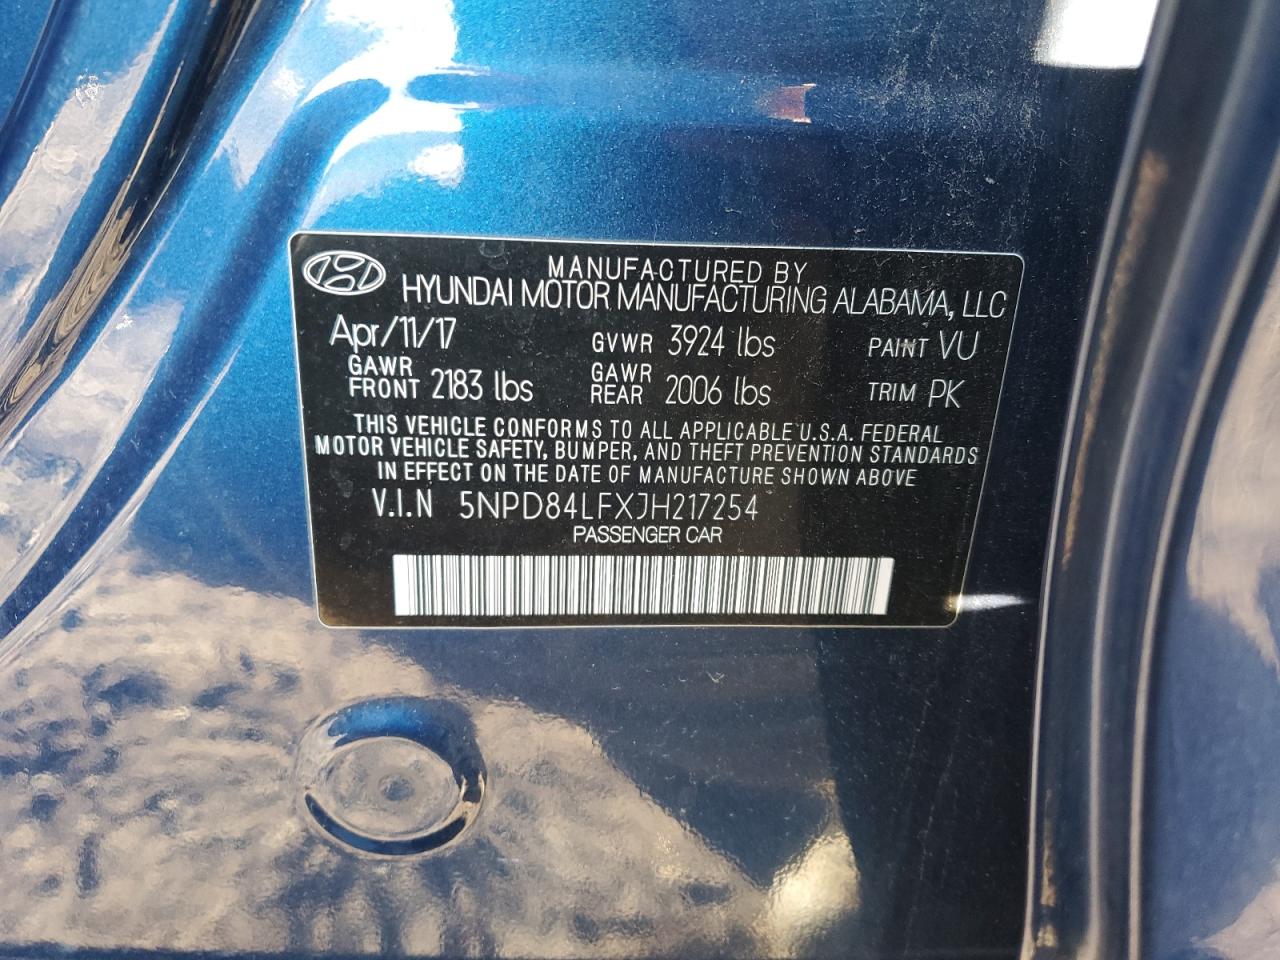 MANUFACTURED BY
HYUNDAI MOTOR MANUFACTURING ALABAMA, LLC
Apr/11/17 GVWR 3924 lbs PAINT VU
GAWR FRONT 2183 lbs GAWR REAR 2006 lbs TRIM PK
THIS VEHICLE CONFORMS TO ALL APPLICABLE U.S.A. FEDERAL
MOTOR VEHICLE SAFETY, BUMPER, AND THEFT PREVENTION STANDARDS
IN EFFECT ON THE DATE OF MANUFACTURE SHOWN ABOVE
V.I.N 5NPD84LFXJH217254
PASSENGER CAR